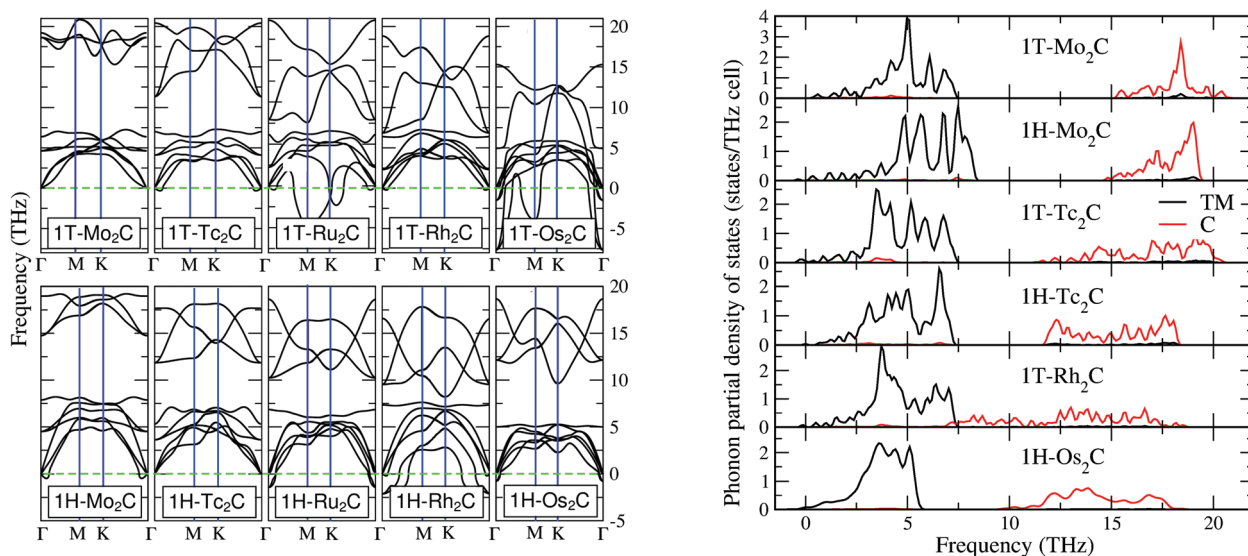 Frequency (THz)
20
15
10
5
0
-5
1T-Mo₂C
1T-Tc₂C
1T-Ru₂C
1T-Rh₂C
1T-Os₂C
Γ M K Γ M K Γ M K Γ M K Γ M K Γ
20
15
10
5
0
-5
1H-Mo₂C
1H-Tc₂C
1H-Ru₂C
1H-Rh₂C
1H-Os₂C
Γ M K Γ M K Γ M K Γ M K Γ M K Γ
Phonon partial density of states (states/THz cell)
4
3
2
1
0
1T-Mo₂C
2
1
0
1H-Mo₂C
2
1
0
1T-Tc₂C
TM
C
2
1
0
1H-Tc₂C
2
1
0
1T-Rh₂C
2
1
0
1H-Os₂C
0 5 10 15 20
Frequency (THz)